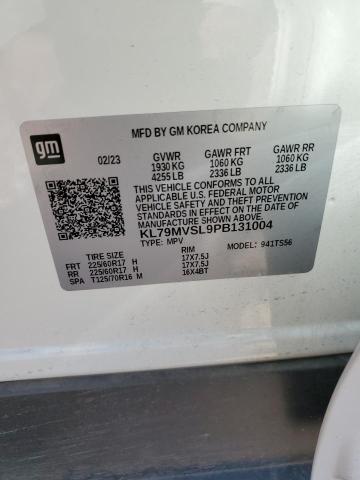 gm
MFD BY GM KOREA COMPANY
02/23 GVWR GAWR FRT GAWR RR
1930 KG 1060 KG 1060 KG
4255 LB 2336 LB 2336 LB
THIS VEHICLE CONFORMS TO ALL
APPLICABLE U.S. FEDERAL MOTOR
VEHICLE SAFETY, BUMPER, AND THEFT
PREVENTION STANDARDS IN EFFECT ON
THE DATE OF MANUFACTURE SHOWN ABOVE.
KL79MVSL9PB131004
TYPE: MPV MODEL: 941TS56
TIRE SIZE RIM
FRT 225/60R17 H 17X7.5J
RR 225/60R17 H 17X7.5J
SPA T125/70R16 M 16X4BT